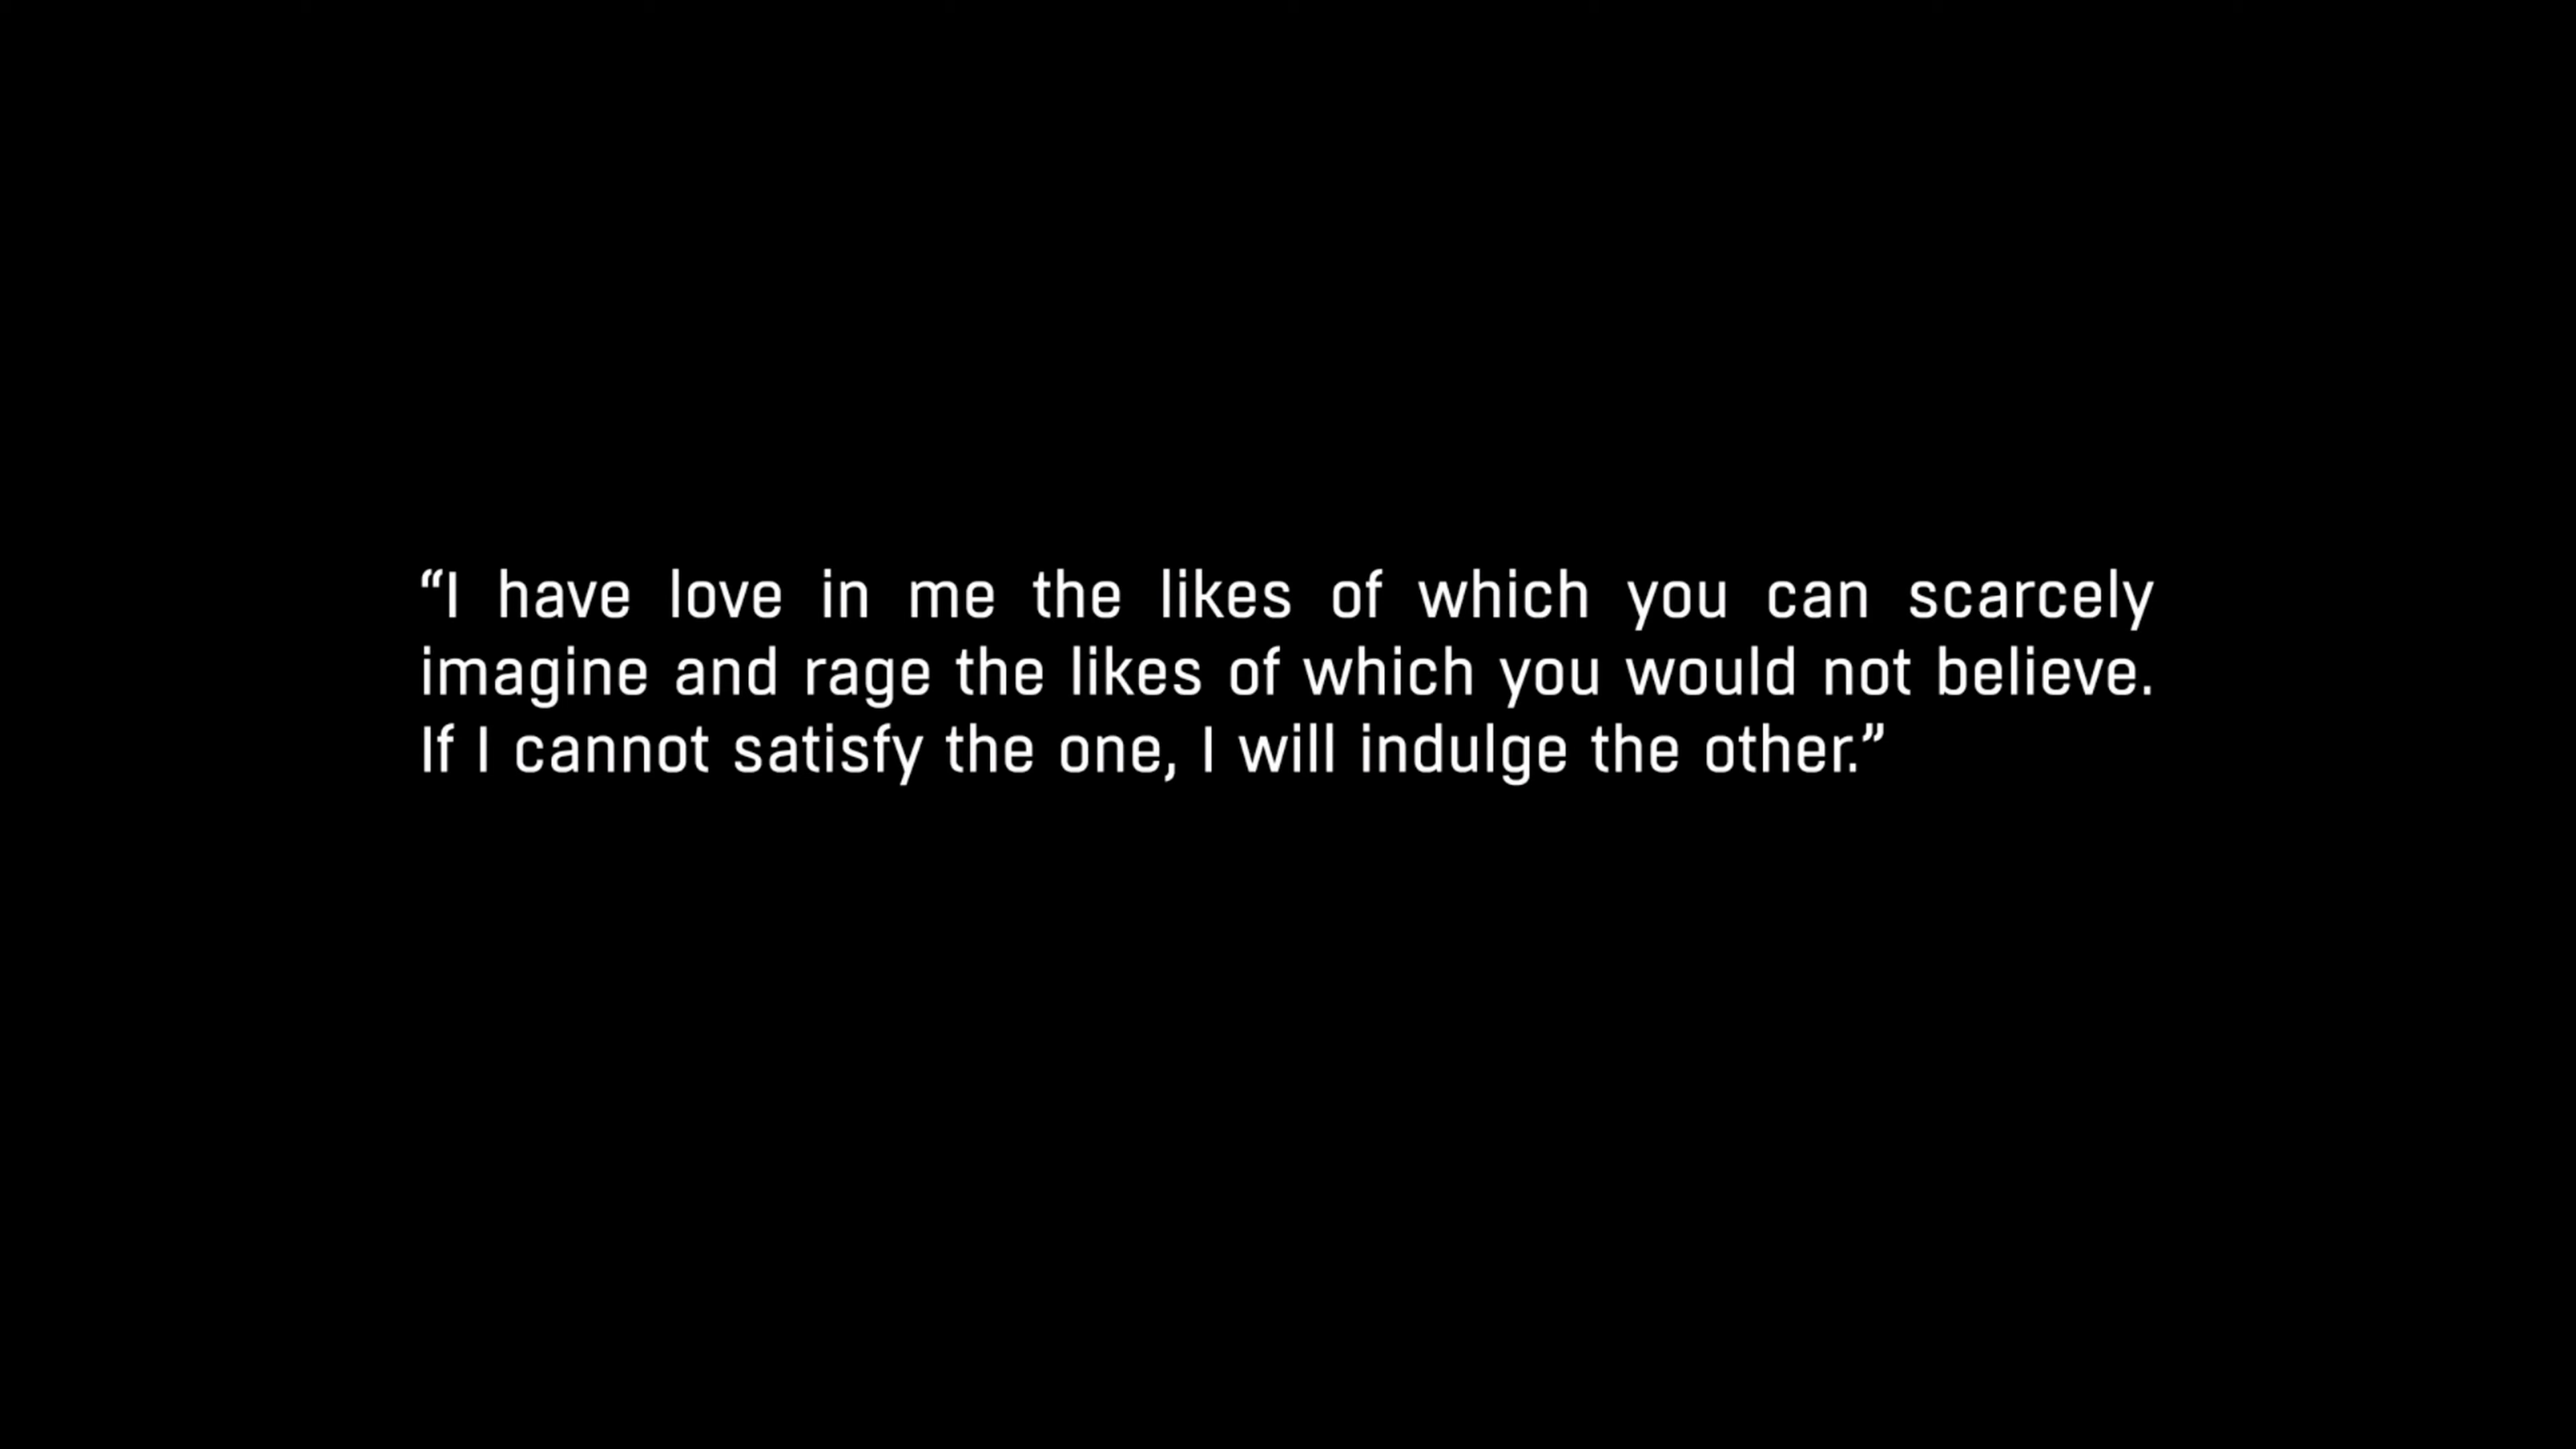 “I have love in me the likes of which you can scarcely
imagine and rage the likes of which you would not believe.
If I cannot satisfy the one, I will indulge the other.”